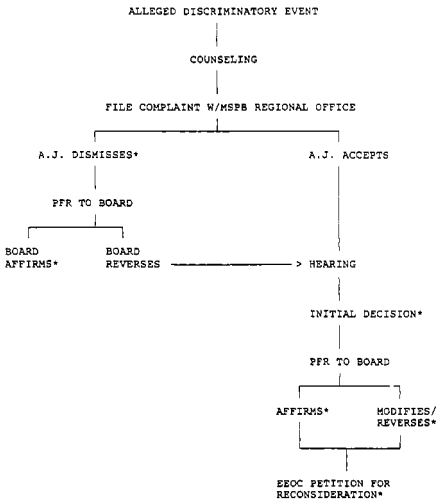 ALLEGED DISCRIMINATORY EVENT
COUNSELING
FILE COMPLAINT W/MSPB REGIONAL OFFICE
A.J. DISMISSES*
A.J. ACCEPTS
PFR TO BOARD
BOARD
AFFIRMS*
BOARD
REVERSES
> HEARING
INITIAL DECISION*
PFR TO BOARD
AFFIRMS*
MODIFIES/
REVERSES*
EEOC PETITION FOR
RECONSIDERATION*